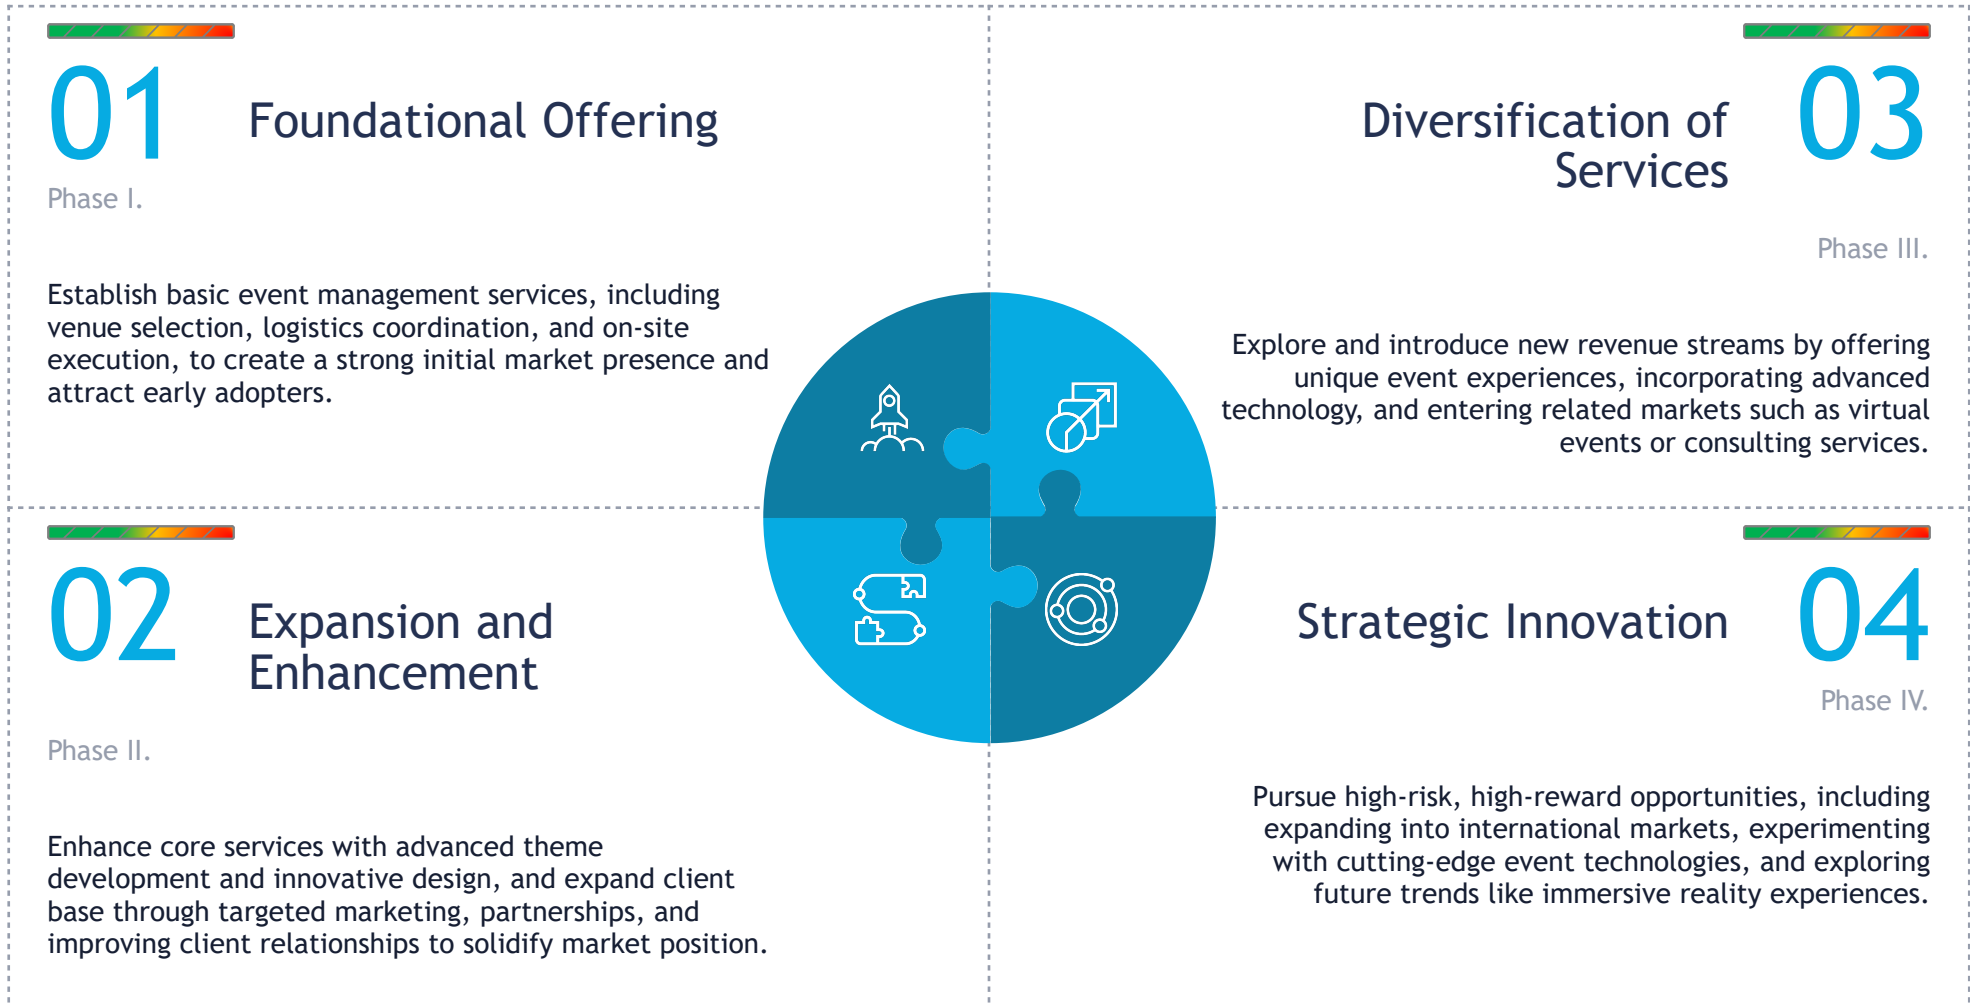 01
Foundational Offering
Phase I.
Establish basic event management services, including
venue selection, logistics coordination, and on-site
execution, to create a strong initial market presence and
attract early adopters.
02
Expansion and
Enhancement
Phase II.
Enhance core services with advanced theme
development and innovative design, and expand client
base through targeted marketing, partnerships, and
improving client relationships to solidify market position.
03
Diversification of
Services
Phase III.
Explore and introduce new revenue streams by offering
unique event experiences, incorporating advanced
technology, and entering related markets such as virtual
events or consulting services.
04
Strategic Innovation
Phase IV.
Pursue high-risk, high-reward opportunities, including
expanding into international markets, experimenting
with cutting-edge event technologies, and exploring
future trends like immersive reality experiences.